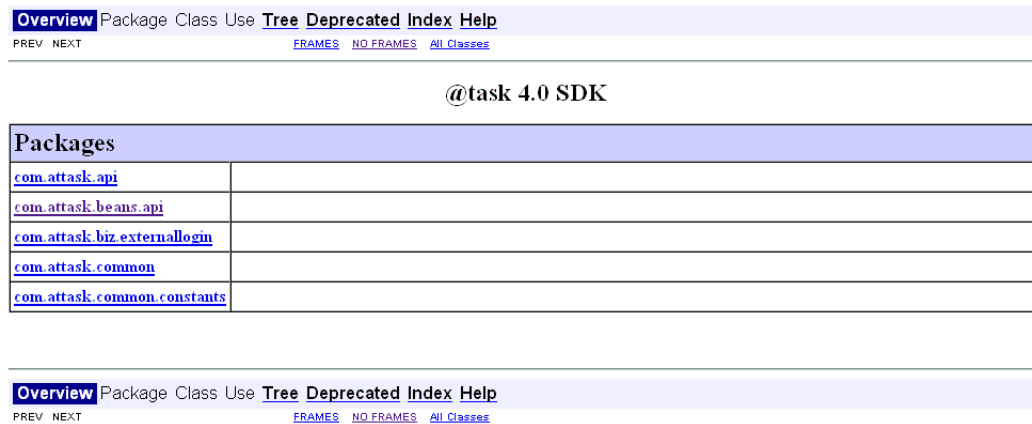 Overview Package Class Use Tree Deprecated Index Help
PREV NEXT FRAMES NO FRAMES All Classes
@task 4.0 SDK
Packages
com.attask.api
com.attask.beans.api
com.attask.biz.externallogin
com.attask.common
com.attask.common.constants
Overview Package Class Use Tree Deprecated Index Help
PREV NEXT FRAMES NO FRAMES All Classes